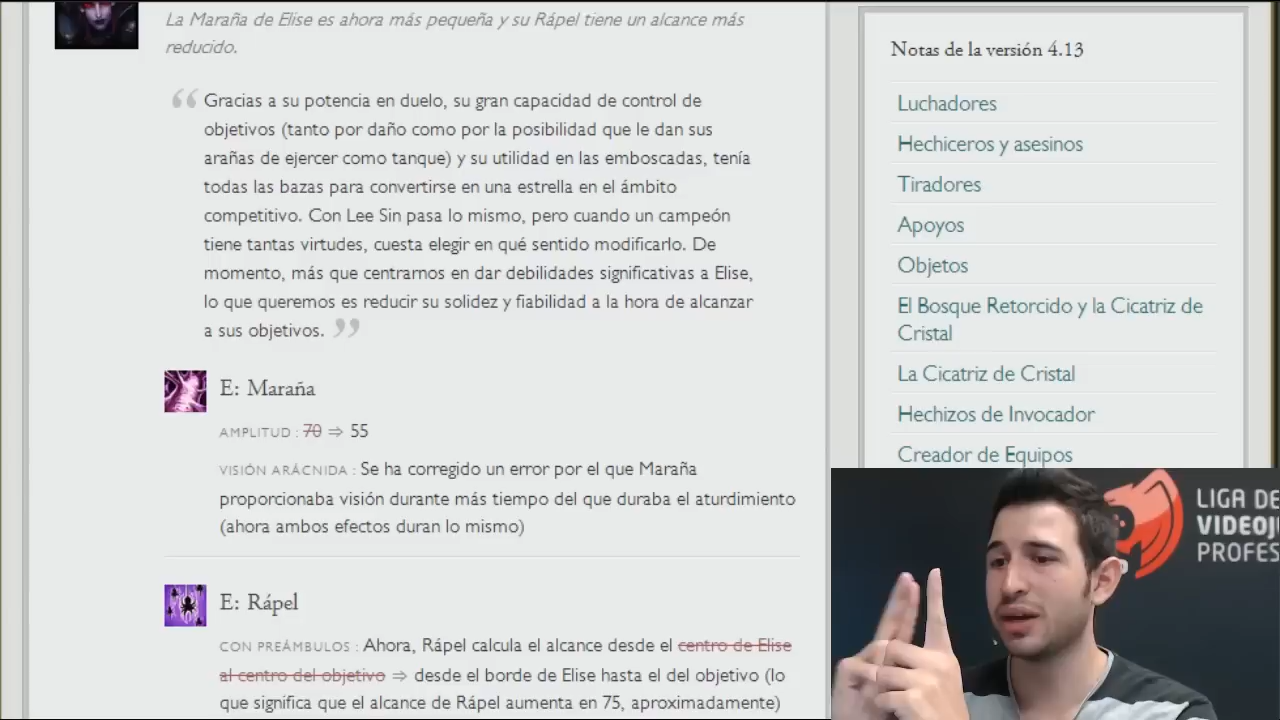 La Maraña de Elise es ahora más pequeña y su Rápel tiene un alcance más
reducido.
“ Gracias a su potencia en duelo, su gran capacidad de control de
objetivos (tanto por daño como por la posibilidad que le dan sus
arañas de ejercer como tanque) y su utilidad en las emboscadas, tenía
todas las bazas para convertirse en una estrella en el ámbito
competitivo. Con Lee Sin pasa lo mismo, pero cuando un campeón
tiene tantas virtudes, cuesta elegir en qué sentido modificarlo. De
momento, más que centrarnos en dar debilidades significativas a Elise,
lo que queremos es reducir su solidez y fiabilidad a la hora de alcanzar
a sus objetivos. ”
E: Maraña
AMPLITUD : 70 ⇒ 55
VISIÓN ARÁCNIDA : Se ha corregido un error por el que Maraña
proporcionaba visión durante más tiempo del que duraba el aturdimiento
(ahora ambos efectos duran lo mismo)
E: Rápel
CON PREÁMBULOS : Ahora, Rápel calcula el alcance desde el centro de Elise
al centro del objetivo ⇒ desde el borde de Elise hasta el del objetivo (lo
que significa que el alcance de Rápel aumenta en 75, aproximadamente)
Notas de la versión 4.13
Luchadores
Hechiceros y asesinos
Tiradores
Apoyos
Objetos
El Bosque Retorcido y la Cicatriz de
Cristal
La Cicatriz de Cristal
Hechizos de Invocador
Creador de Equipos
LIGA DE
VIDEOJ
PROFES